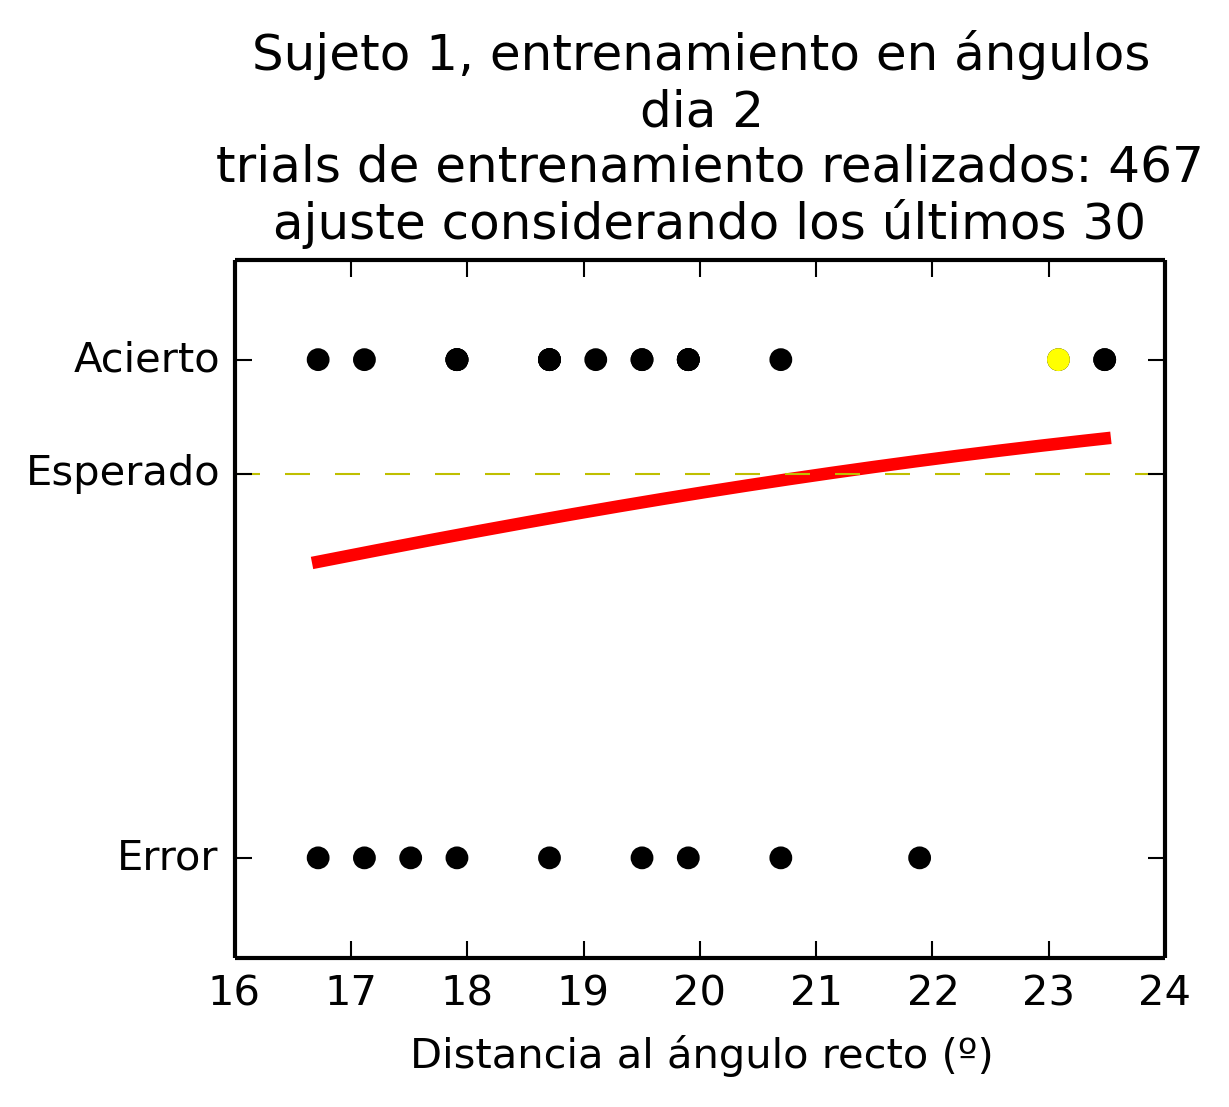 Sujeto 1, entrenamiento en ángulos
dia 2
trials de entrenamiento realizados: 467
ajuste considerando los últimos 30
Acierto
Esperado
Error
16 17 18 19 20 21 22 23 24
Distancia al ángulo recto (º)